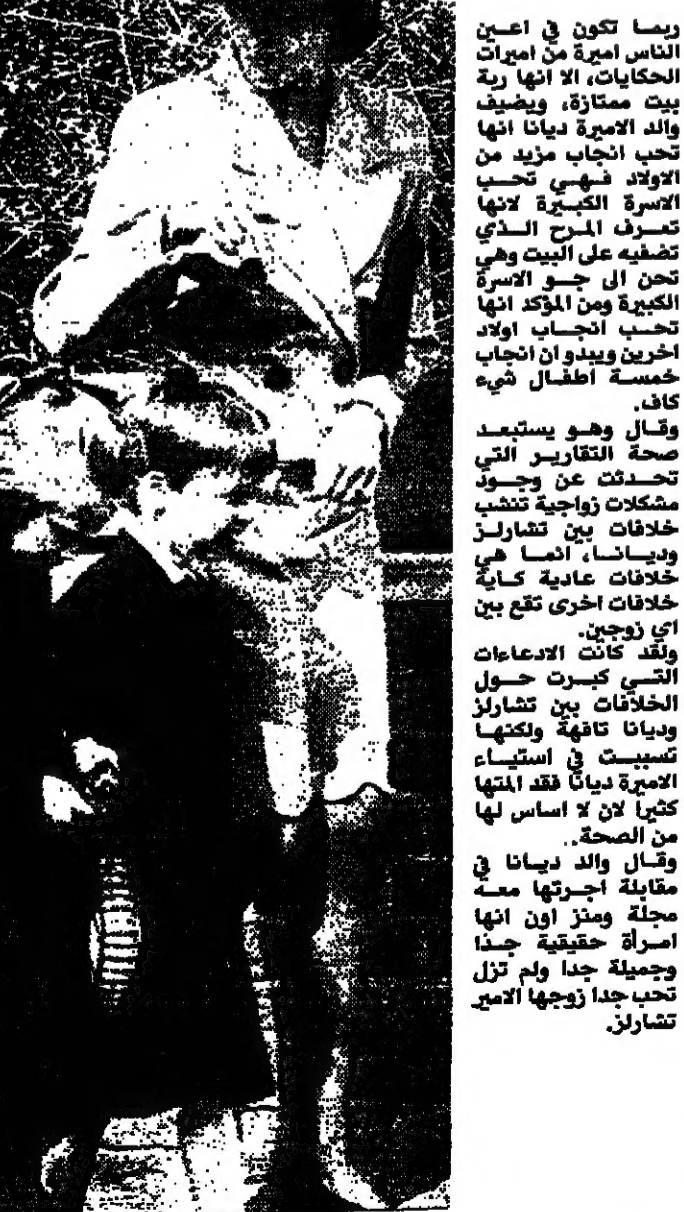 ربما تكون في اعين
الناس اميرة من اميرات
الحكايات، الا انها ربة
بيت ممتازة، ويضيف
والد الاميرة ديانا انها
تحب انجاب مزيد من
الاولاد فهي تحب
الاسرة الكبيرة لانها
تعرف المرح الذي
تضفيه على البيت وهي
تحن الى جو الاسرة
الكبيرة ومن المؤكد انها
تحب انجاب اولاد
اخرين ويبدو ان انجاب
خمسة اطفال شيء
كاف.
وقال وهو يستبعد
صحة التقارير التي
تحدثت عن وجود
مشكلات زواجية تنشب
خلافات بين تشارلز
وديانا، انما هي
خلافات عادية كاية
خلافات اخرى تقع بين
اي زوجين.
ولقد كانت الادعاءات
التي كبرت حول
الخلافات بين تشارلز
وديانا تافهة ولكنها
تسببت في استياء
الاميرة ديانا فقد المتها
كثيرا لان لا اساس لها
من الصحة..
وقال والد ديانا في
مقابلة اجرتها معه
مجلة ومنز اون انها
امراة حقيقية جدا
وجميلة جدا ولم تزل
تحب جدا زوجها الامير
تشارلز.